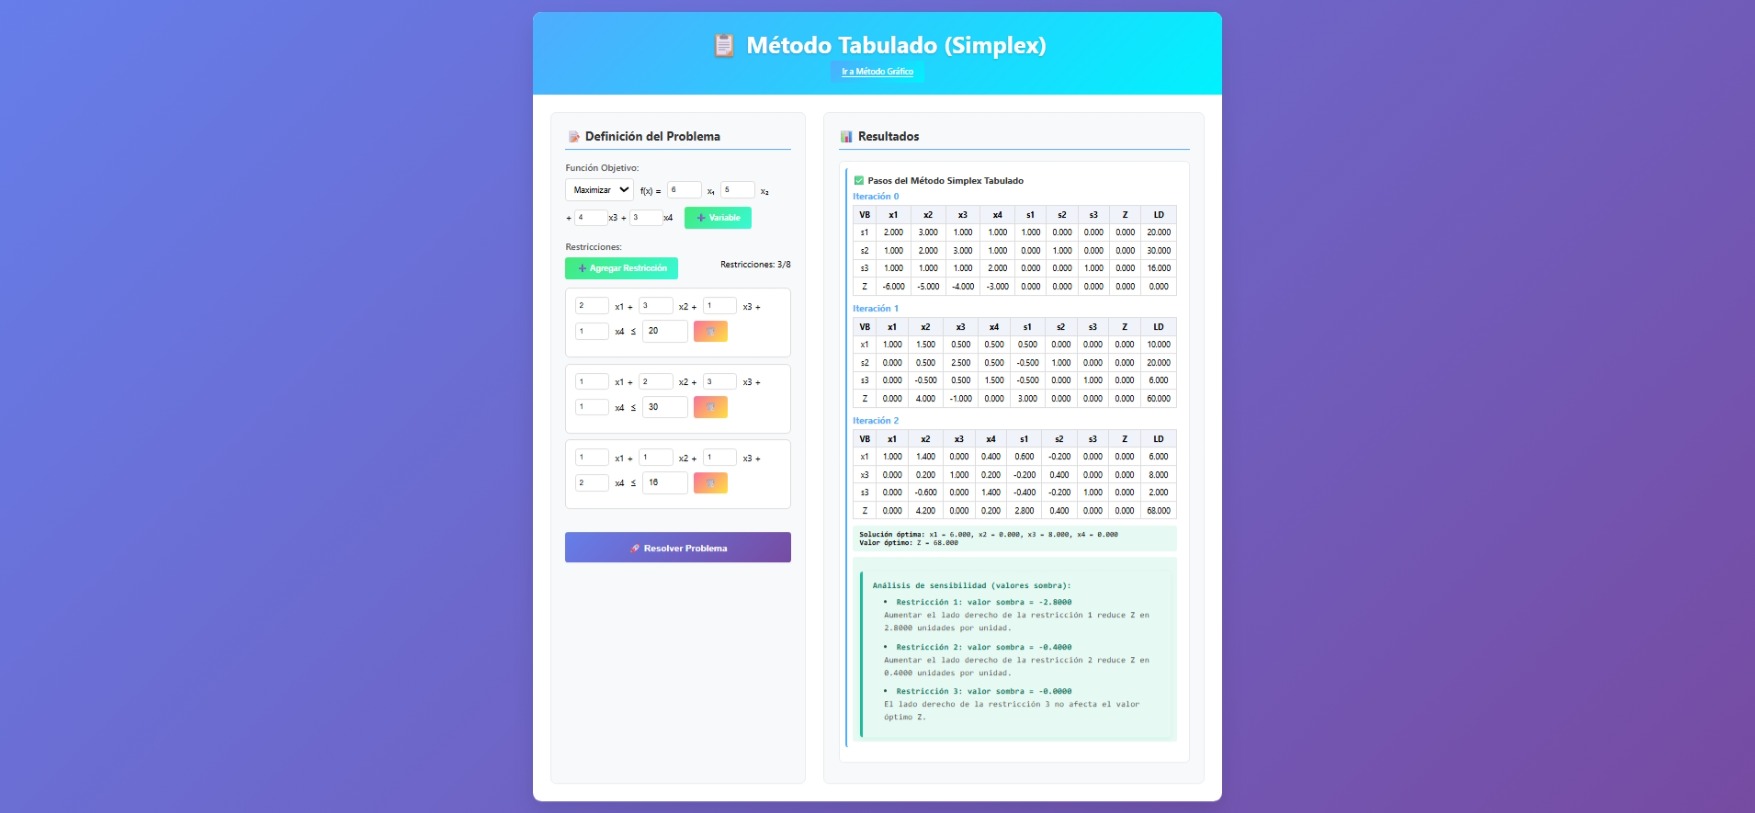 Método Tabulado (Simplex)
Ir a Método Gráfico
Definición del Problema
Función Objetivo:
Maximizar f(x) = 6 x₁ 5 x₂
+ 4 x3 + 3 x4 Variable
Restricciones:
Agregar Restricción Restricciones: 3/8
2 x1 + 3 x2 + 1 x3 +
1 x4 ≤ 20
1 x1 + 2 x2 + 3 x3 +
1 x4 ≤ 30
1 x1 + 1 x2 + 1 x3 +
2 x4 ≤ 16
Resolver Problema
Resultados
Pasos del Método Simplex Tabulado
Iteración 0
VB x1 x2 x3 x4 s1 s2 s3 Z LD
s1 2.000 3.000 1.000 1.000 1.000 0.000 0.000 0.000 20.000
s2 1.000 2.000 3.000 1.000 0.000 1.000 0.000 0.000 30.000
s3 1.000 1.000 1.000 2.000 0.000 0.000 1.000 0.000 16.000
Z -6.000 -5.000 -4.000 -3.000 0.000 0.000 0.000 0.000 0.000
Iteración 1
VB x1 x2 x3 x4 s1 s2 s3 Z LD
x1 1.000 1.500 0.500 0.500 0.500 0.000 0.000 0.000 10.000
s2 0.000 0.500 2.500 0.500 -0.500 1.000 0.000 0.000 20.000
s3 0.000 -0.500 0.500 1.500 -0.500 0.000 1.000 0.000 6.000
Z 0.000 4.000 -1.000 0.000 3.000 0.000 0.000 0.000 60.000
Iteración 2
VB x1 x2 x3 x4 s1 s2 s3 Z LD
x1 1.000 1.400 0.000 0.400 0.600 -0.200 0.000 0.000 6.000
x3 0.000 0.200 1.000 0.200 -0.200 0.400 0.000 0.000 8.000
s3 0.000 -0.600 0.000 1.400 -0.400 -0.200 1.000 0.000 2.000
Z 0.000 4.200 0.000 0.200 2.800 0.400 0.000 0.000 68.000
Solución óptima: x1 = 6.000, x2 = 0.000, x3 = 8.000, x4 = 0.000
Valor óptimo: Z = 68.000
Análisis de sensibilidad (valores sombra):
• Restricción 1: valor sombra = -2.8000
Aumentar el lado derecho de la restricción 1 reduce Z en
2.8000 unidades por unidad.
• Restricción 2: valor sombra = -0.4000
Aumentar el lado derecho de la restricción 2 reduce Z en
0.4000 unidades por unidad.
• Restricción 3: valor sombra = -0.0000
El lado derecho de la restricción 3 no afecta el valor
óptimo Z.